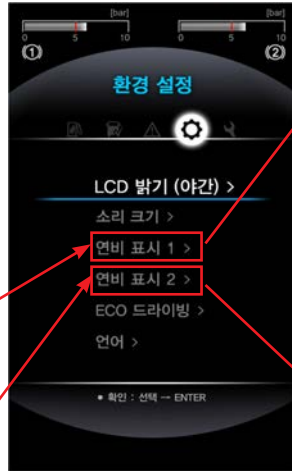 [bar] [bar]
0 5 10 0 5 10
(1) (2)
환경 설정
LCD 밝기 (야간) >
소리 크기 >
연비 표시 1 >
연비 표시 2 >
ECO 드라이빙 >
언어 >
• 확인 : 선택 → ENTER